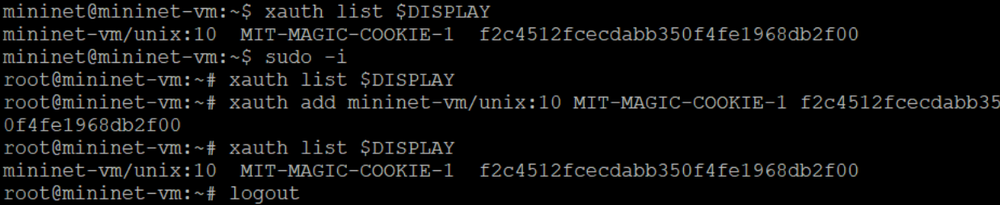 mininet@mininet-vm:~$ xauth list $DISPLAY
mininet-vm/unix:10  MIT-MAGIC-COOKIE-1  f2c4512fcecdabb350f4fe1968db2f00
mininet@mininet-vm:~$ sudo -i
root@mininet-vm:~# xauth list $DISPLAY
root@mininet-vm:~# xauth add mininet-vm/unix:10 MIT-MAGIC-COOKIE-1 f2c4512fcecdabb35
0f4fe1968db2f00
root@mininet-vm:~# xauth list $DISPLAY
mininet-vm/unix:10  MIT-MAGIC-COOKIE-1  f2c4512fcecdabb350f4fe1968db2f00
root@mininet-vm:~# logout